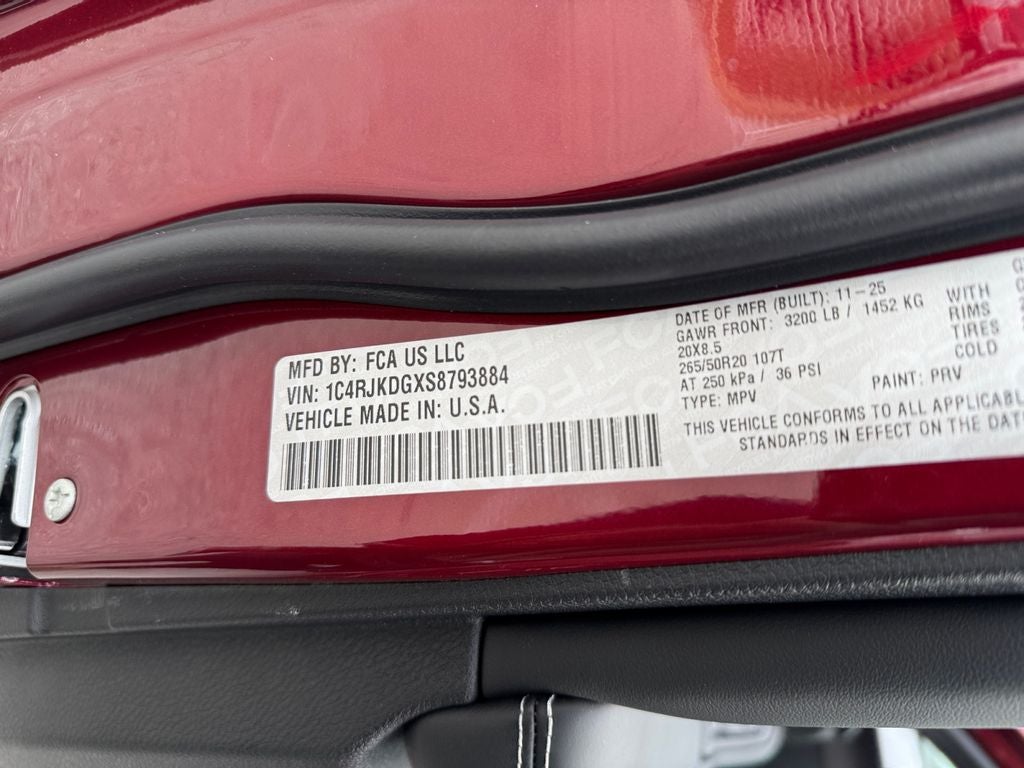 MFD BY: FCA US LLC
VIN: 1C4RJKDGXS8793884
VEHICLE MADE IN: U.S.A.
DATE OF MFR (BUILT): 11-25
GAWR FRONT: 3200 LB / 1452 KG WITH
20X8.5 RIMS
265/50R20 107T TIRES
AT 250 kPa / 36 PSI COLD
TYPE: MPV PAINT: PRV
THIS VEHICLE CONFORMS TO ALL APPLICABL
STANDARDS IN EFFECT ON THE DAT